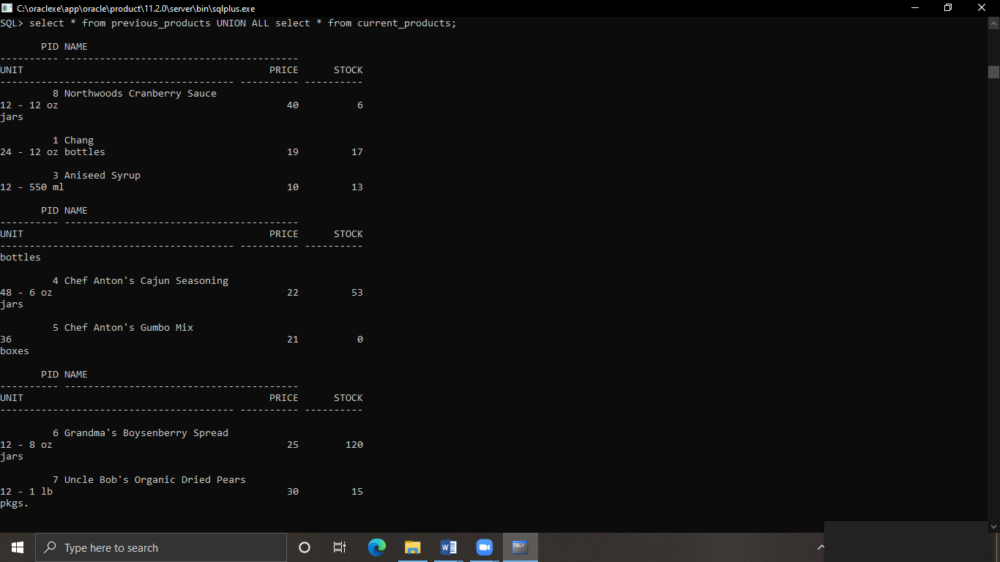 C:\oraclexe\app\oracle\product\11.2.0\server\bin\sqlplus.exe
SQL> select * from previous_products UNION ALL select * from current_products;
       PID NAME
---------- ----------------------------------------
UNIT                                          PRICE      STOCK
---------------------------------------- ---------- ----------
         8 Northwoods Cranberry Sauce
12 - 12 oz                                       40          6
jars
         1 Chang
24 - 12 oz bottles                               19         17
         3 Aniseed Syrup
12 - 550 ml                                      10         13
       PID NAME
---------- ----------------------------------------
UNIT                                          PRICE      STOCK
---------------------------------------- ---------- ----------
bottles
         4 Chef Anton's Cajun Seasoning
48 - 6 oz                                        22         53
jars
         5 Chef Anton's Gumbo Mix
36                                               21          0
boxes
       PID NAME
---------- ----------------------------------------
UNIT                                          PRICE      STOCK
---------------------------------------- ---------- ----------
         6 Grandma's Boysenberry Spread
12 - 8 oz                                        25        120
jars
         7 Uncle Bob's Organic Dried Pears
12 - 1 lb                                        30         15
pkgs.
Type here to search